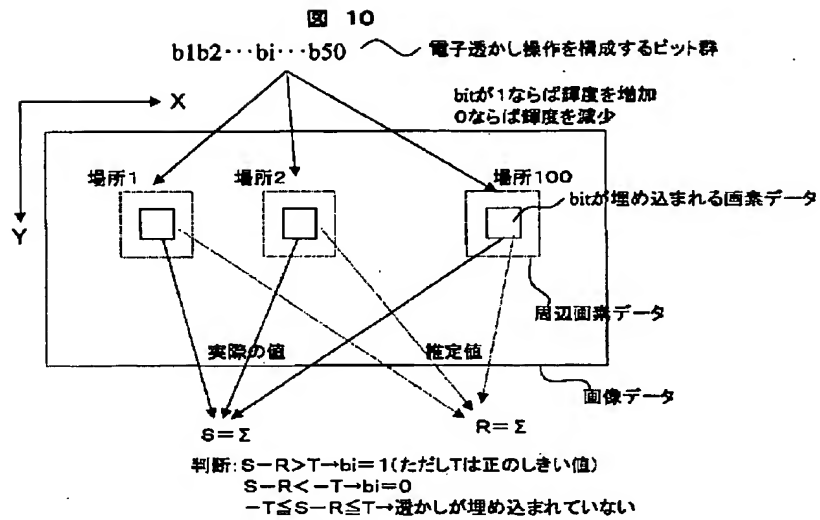 図 10
b1b2···bi···b50
電子透かし操作を構成するビット群
X
bitが1ならば輝度を増加
0ならば輝度を減少
場所1
場所2
場所100
bitが埋め込まれる画素データ
Y
周辺画素データ
実際の値
推定値
画像データ
S=Σ
R=Σ
判断:S−R>T→bi=1(ただしTは正のしきい値)
S−R<−T→bi=0
−T≦S−R≦T→透かしが埋め込まれていない